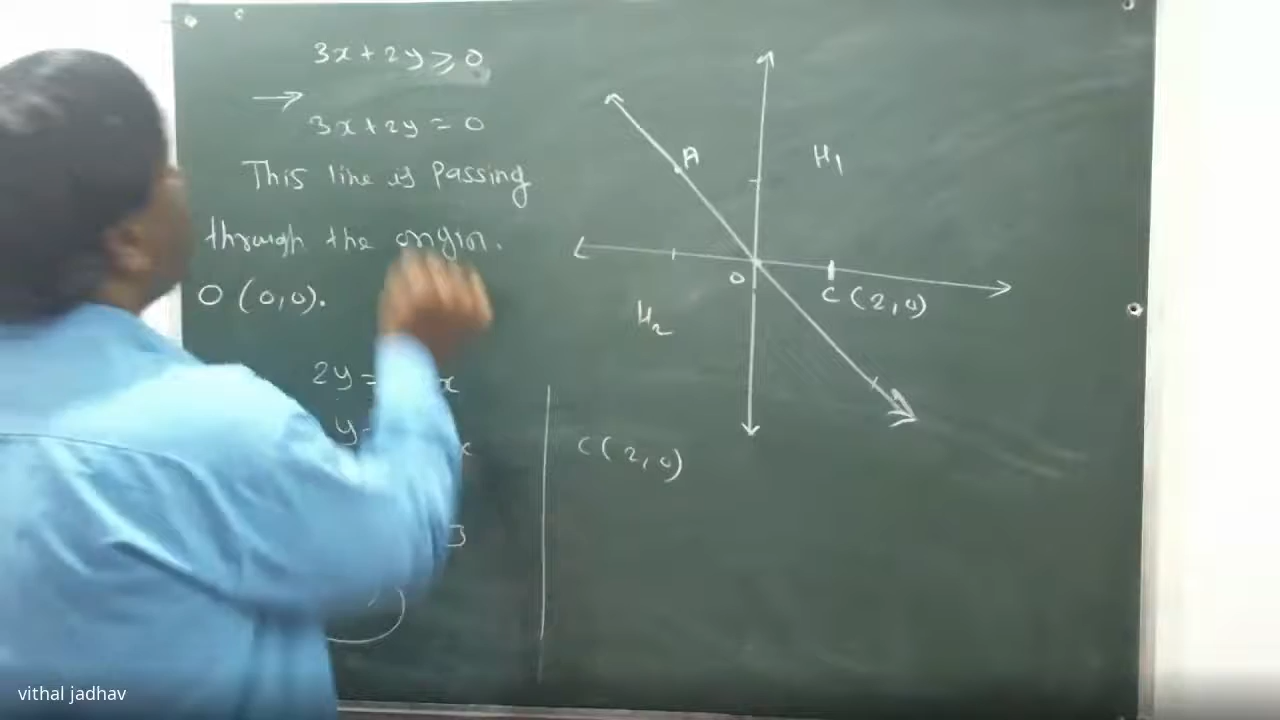 3x + 2y ≥ 0
→
3x + 2y = 0
This line is passing
through the origin.
O (0,0).
2y = x
y
3
A
H₁
O
C (2,0)
H₂
C (2,0)
vithal jadhav